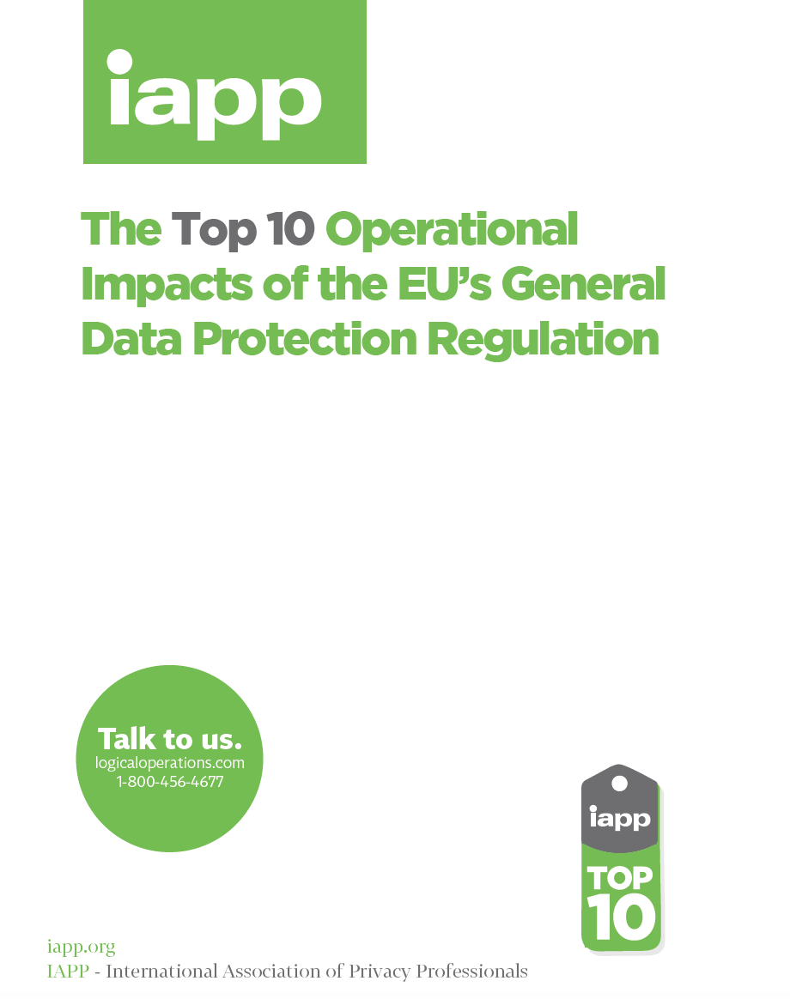 iapp
The Top 10 Operational
Impacts of the EU’s General
Data Protection Regulation
Talk to us.
logicaloperations.com
1-800-456-4677
iapp
TOP
10
iapp.org
IAPP - International Association of Privacy Professionals